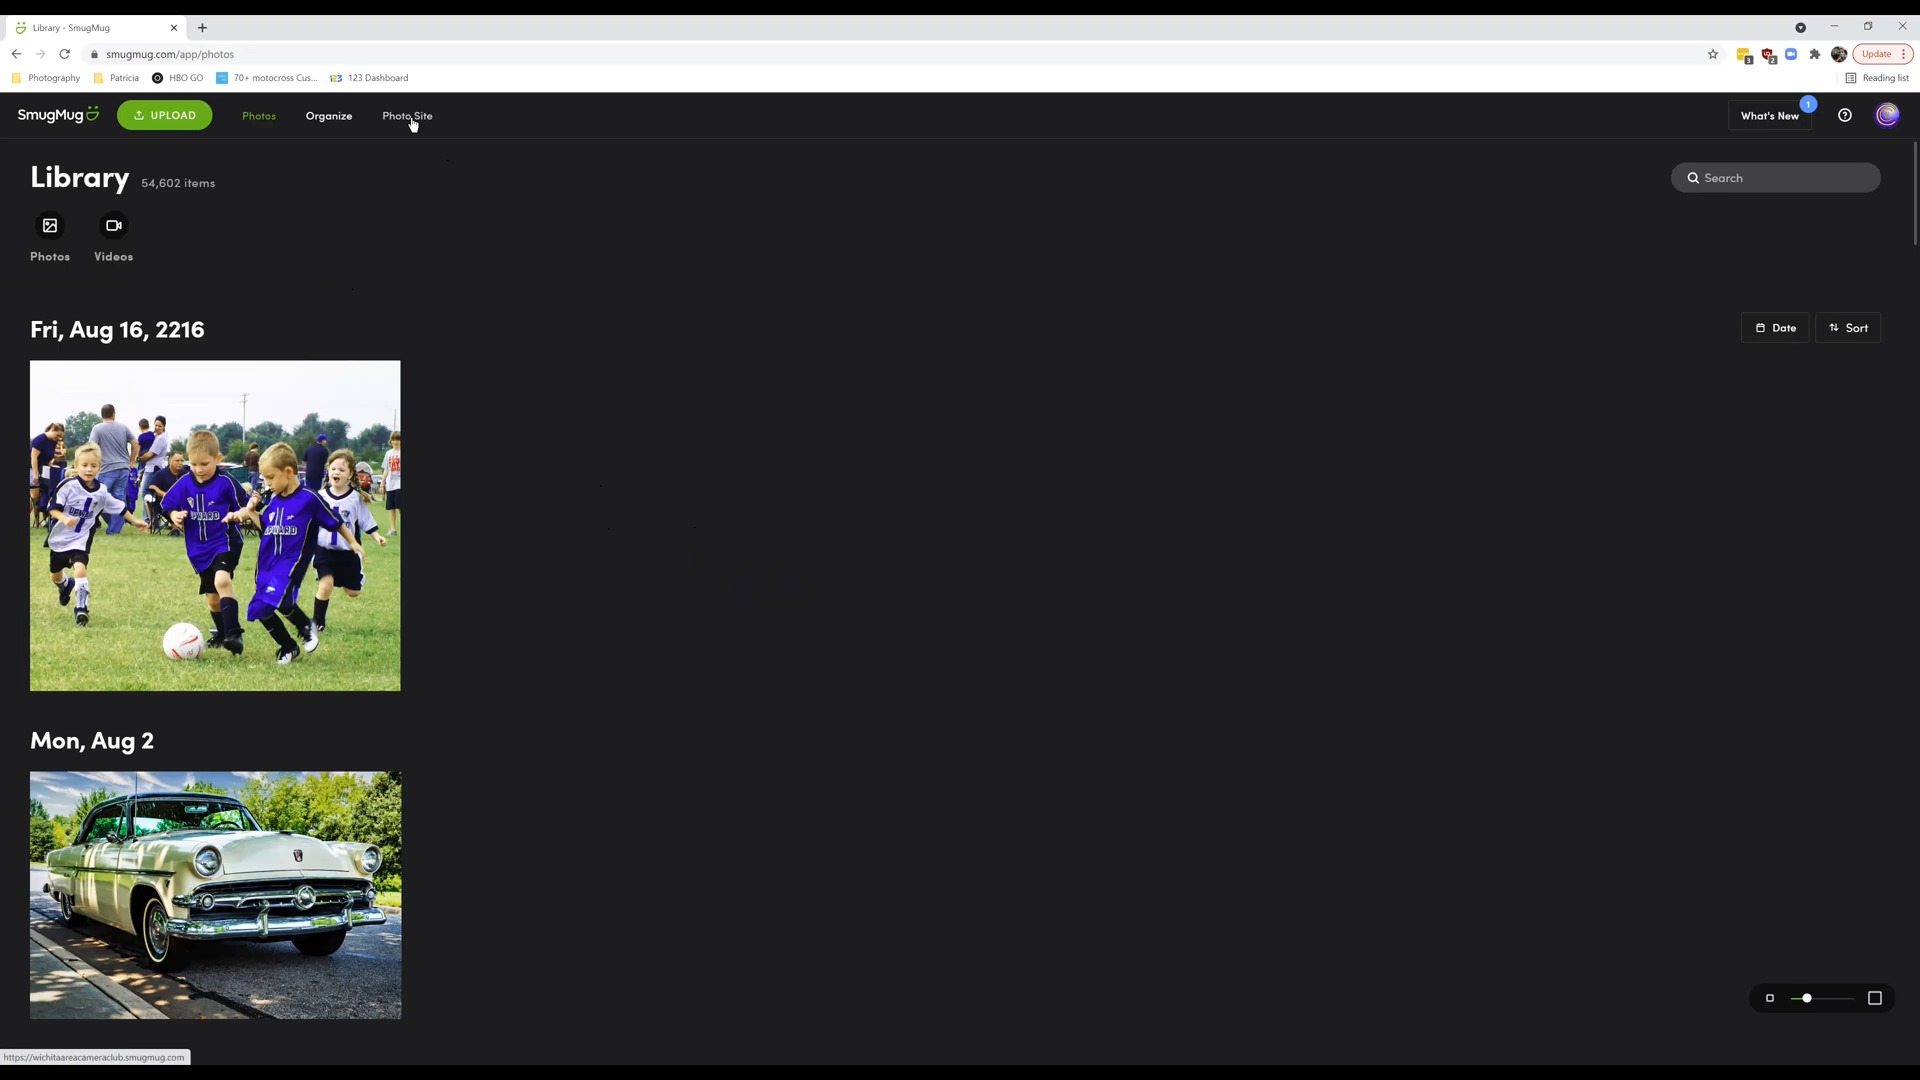 Library - SmugMug
smugmug.com/app/photos
Update
Photography
Patricia
HBO GO
70+ motocross Cus...
123 Dashboard
Reading list
SmugMug
UPLOAD
Photos
Organize
Photo Site
What's New
1
Library
54,602 items
Search
Photos
Videos
Fri, Aug 16, 2216
Date
Sort
UPWARD
Mon, Aug 2
https://wichitaareacameraclub.smugmug.com